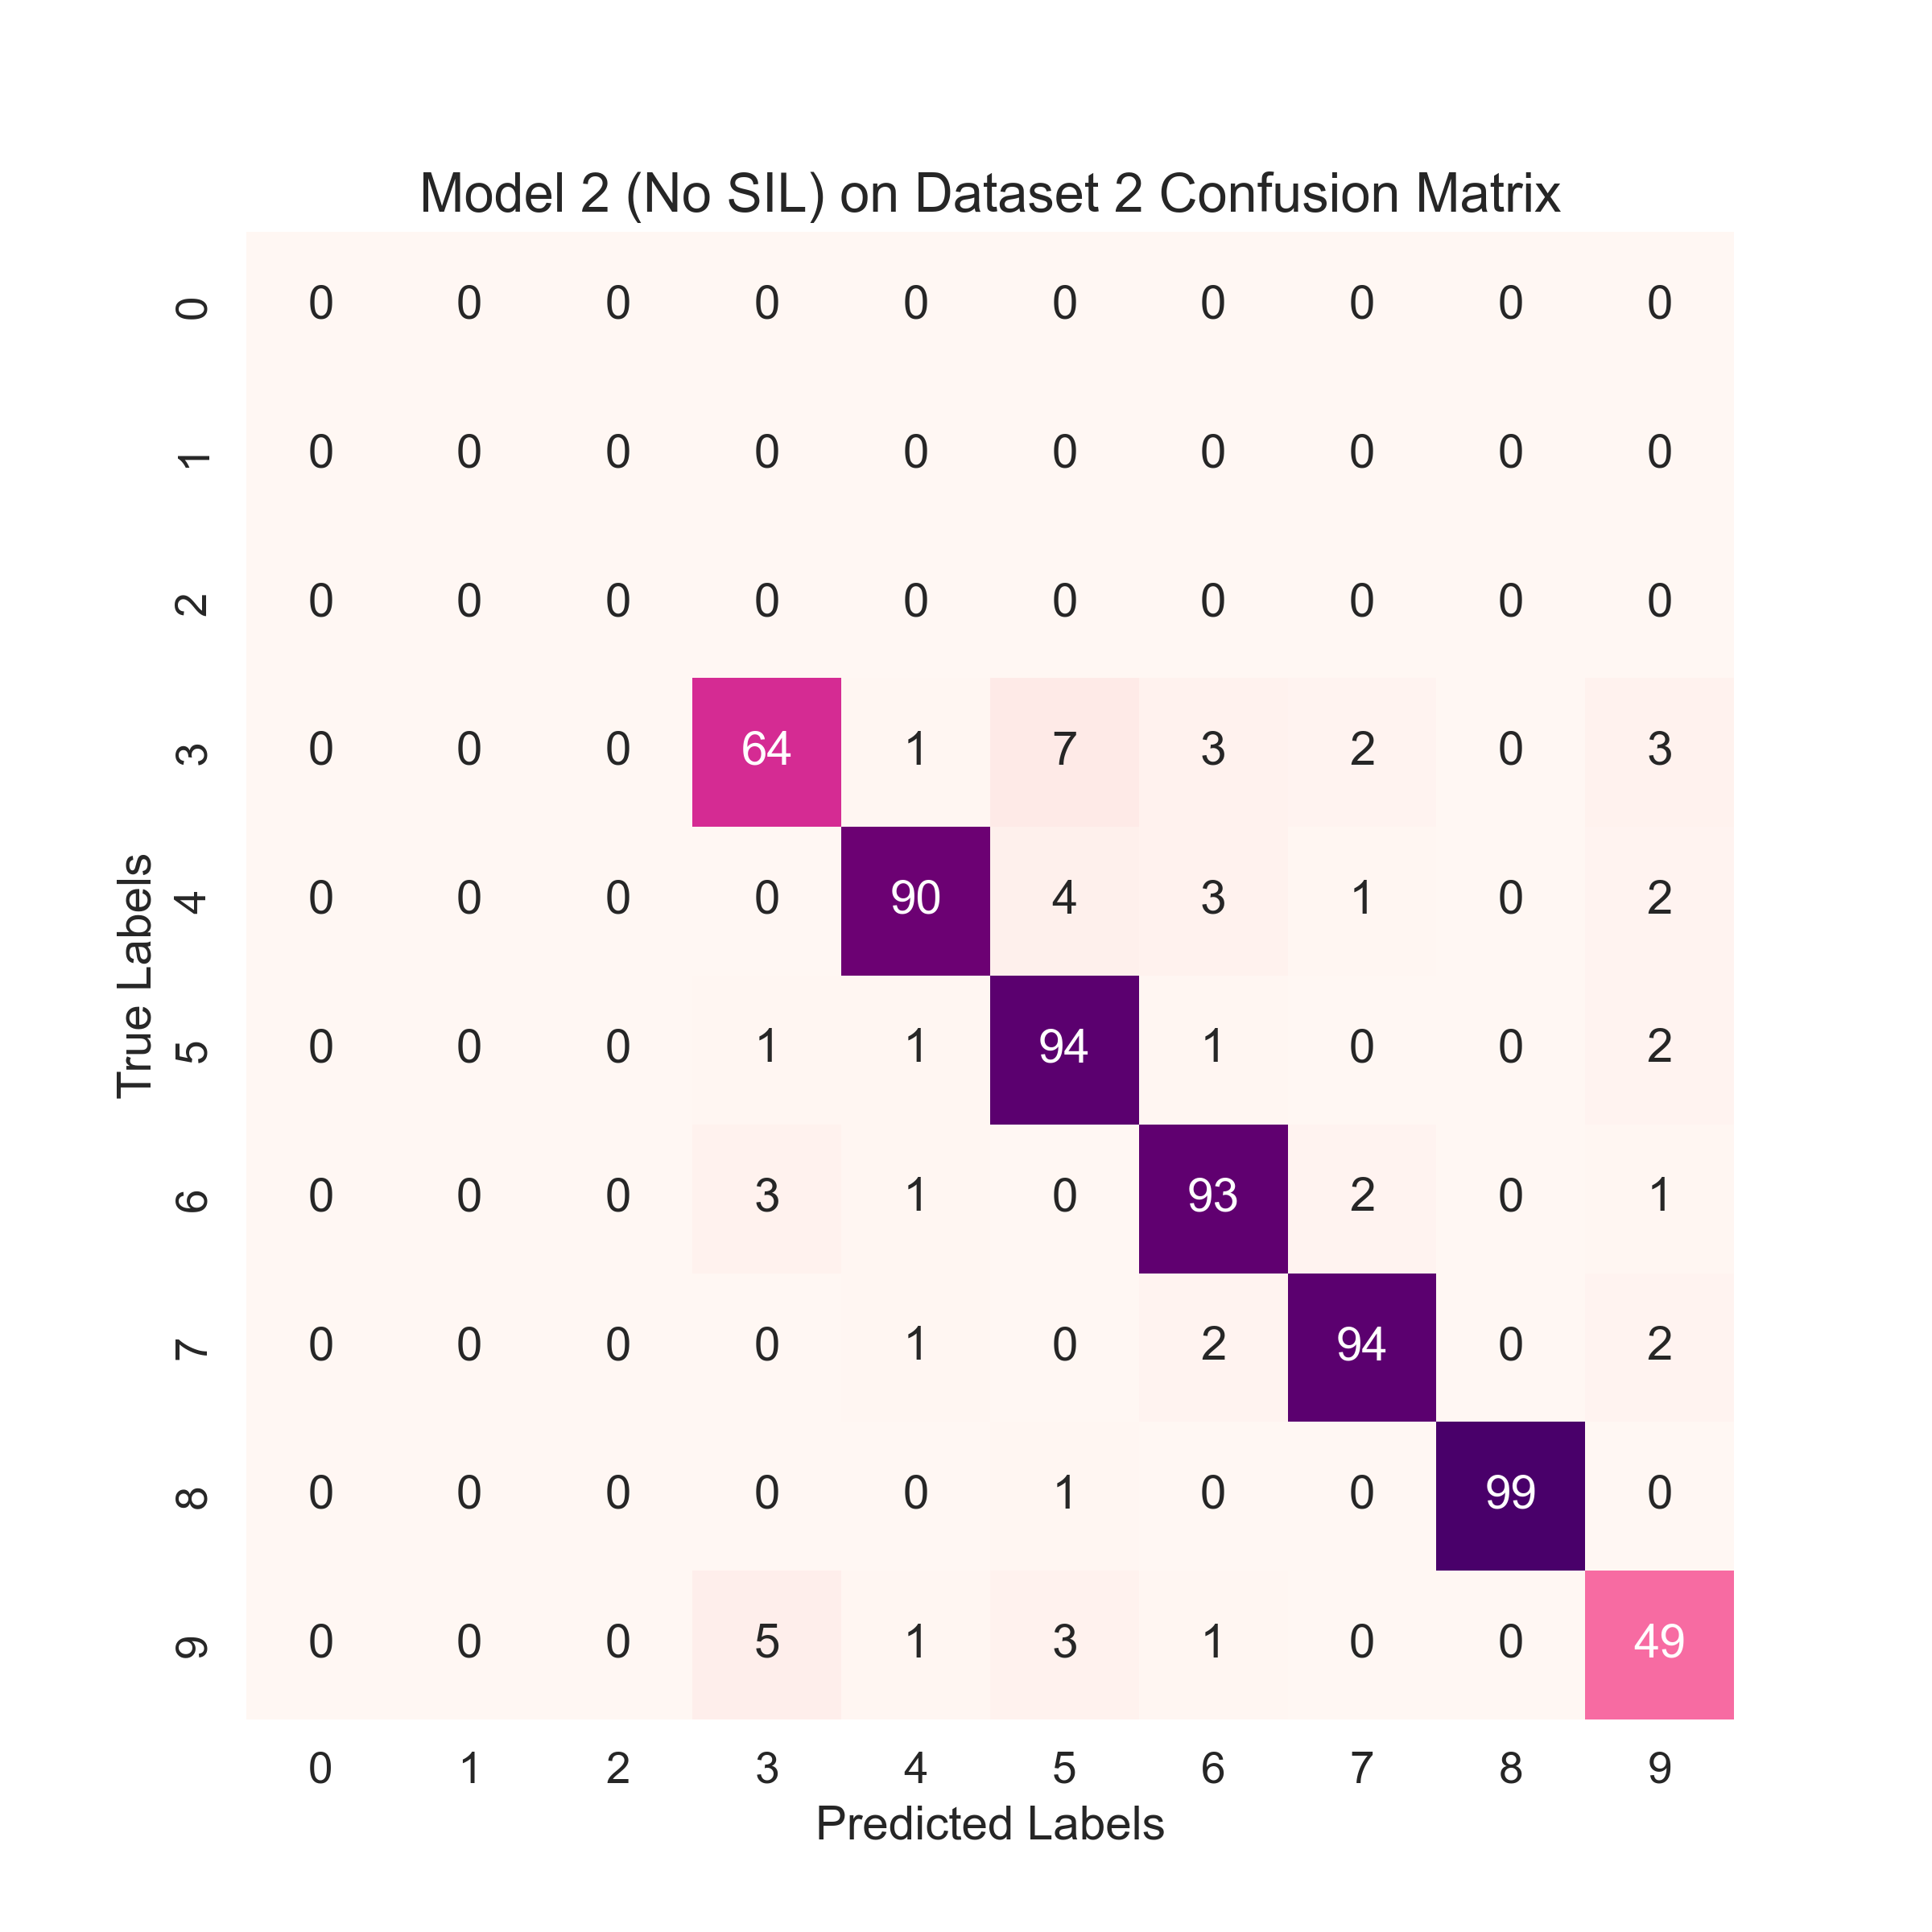 Model 2 (No SIL) on Dataset 2 Confusion Matrix
0 0 0 0 0 0 0 0 0 0 0
1 0 0 0 0 0 0 0 0 0 0
2 0 0 0 0 0 0 0 0 0 0
3 0 0 0 64 1 7 3 2 0 3
4 0 0 0 0 90 4 3 1 0 2
5 0 0 0 1 1 94 1 0 0 2
6 0 0 0 3 1 0 93 2 0 1
7 0 0 0 0 1 0 2 94 0 2
8 0 0 0 0 0 1 0 0 99 0
9 0 0 0 5 1 3 1 0 0 49
True Labels
0 1 2 3 4 5 6 7 8 9
Predicted Labels